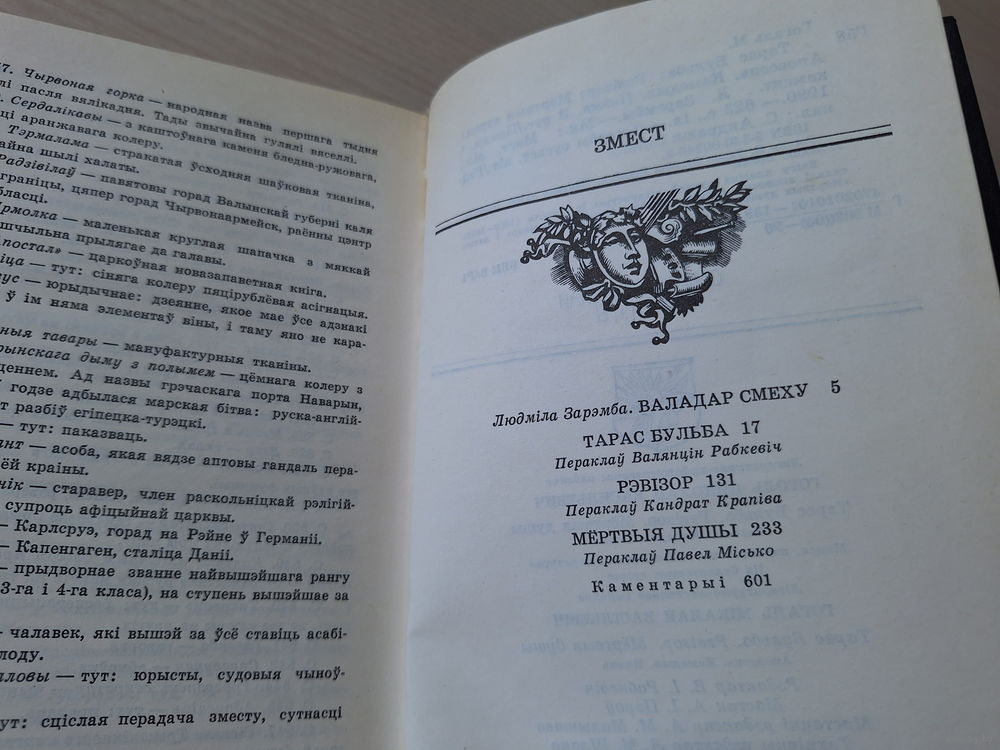 7. Чырвоная горка — народная назва першага тыдня
пасля вялікадня. Тады звычайна гулялі вяселлі.
Сердалікавы — з каштоўнага каменя бледна-ружовага,
ці аранжавага колеру.
Тэрмалама — стракатая ўсходняя шаўковая тканіна,
шылі халаты.
Радзівілаў — павятовы горад Валынскай губерні каля
граніцы, цяпер горад Чырвонаармейск, раённы цэнтр
бласці.
Ярмолка — маленькая круглая шапачка з мяккай
шчыльна прылягае да галавы.
постал» — царкоўная новазапаветная кніга.
іца — тут: сіняга колеру пяцірублёвая асігнацыя.
ус — юрыдычнае: дзеянне, якое мае ўсе адзнакі
ў ім няма элементаў віны, і таму яно не кара-
ныя тавары — мануфактурныя тканіны.
рынскага дыму з полымем — цёмнага колеру з
ценнем. Ад назвы грэчаскага порта Наварын,
годзе адбылася марская бітва: руска-англій-
т разбіў егіпецка-турэцкі.
— тут: паказваць.
ант — асоба, якая вядзе аптовы гандаль пера-
ёй краіны.
нік — старавер, член раскольніцкай рэлігій-
супроць афіцыйнай царквы.
— Карлсруэ, горад на Рэйне ў Германіі.
— Капенгаген, сталіца Даніі.
— прыдворнае званне найвышэйшага рангу
3-га і 4-га класа), на ступень вышэйшае за
— чалавек, які вышэй за ўсё ставіць асабі-
лоду.
ловы — тут: юрысты, судовыя чыноў-
ут: сціслая перадача зместу, сутнасці
ЗМЕСТ
Людміла Зарэмба. ВАЛАДАР СМЕХУ 5
ТАРАС БУЛЬБА 17
Пераклаў Валянцін Рабкевіч
РЭВІЗОР 131
Пераклаў Кандрат Крапіва
МЁРТВЫЯ ДУШЫ 233
Пераклаў Павел Місько
Каментарыі 601